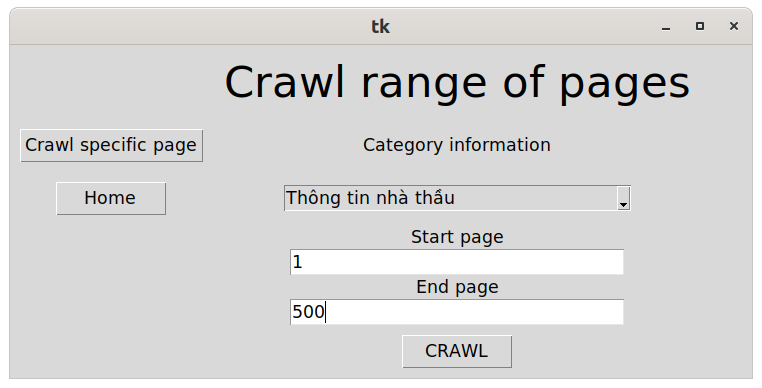 tk
Crawl range of pages
Crawl specific page
Category information
Home
Thông tin nhà thầu
Start page
1
End page
500
CRAWL